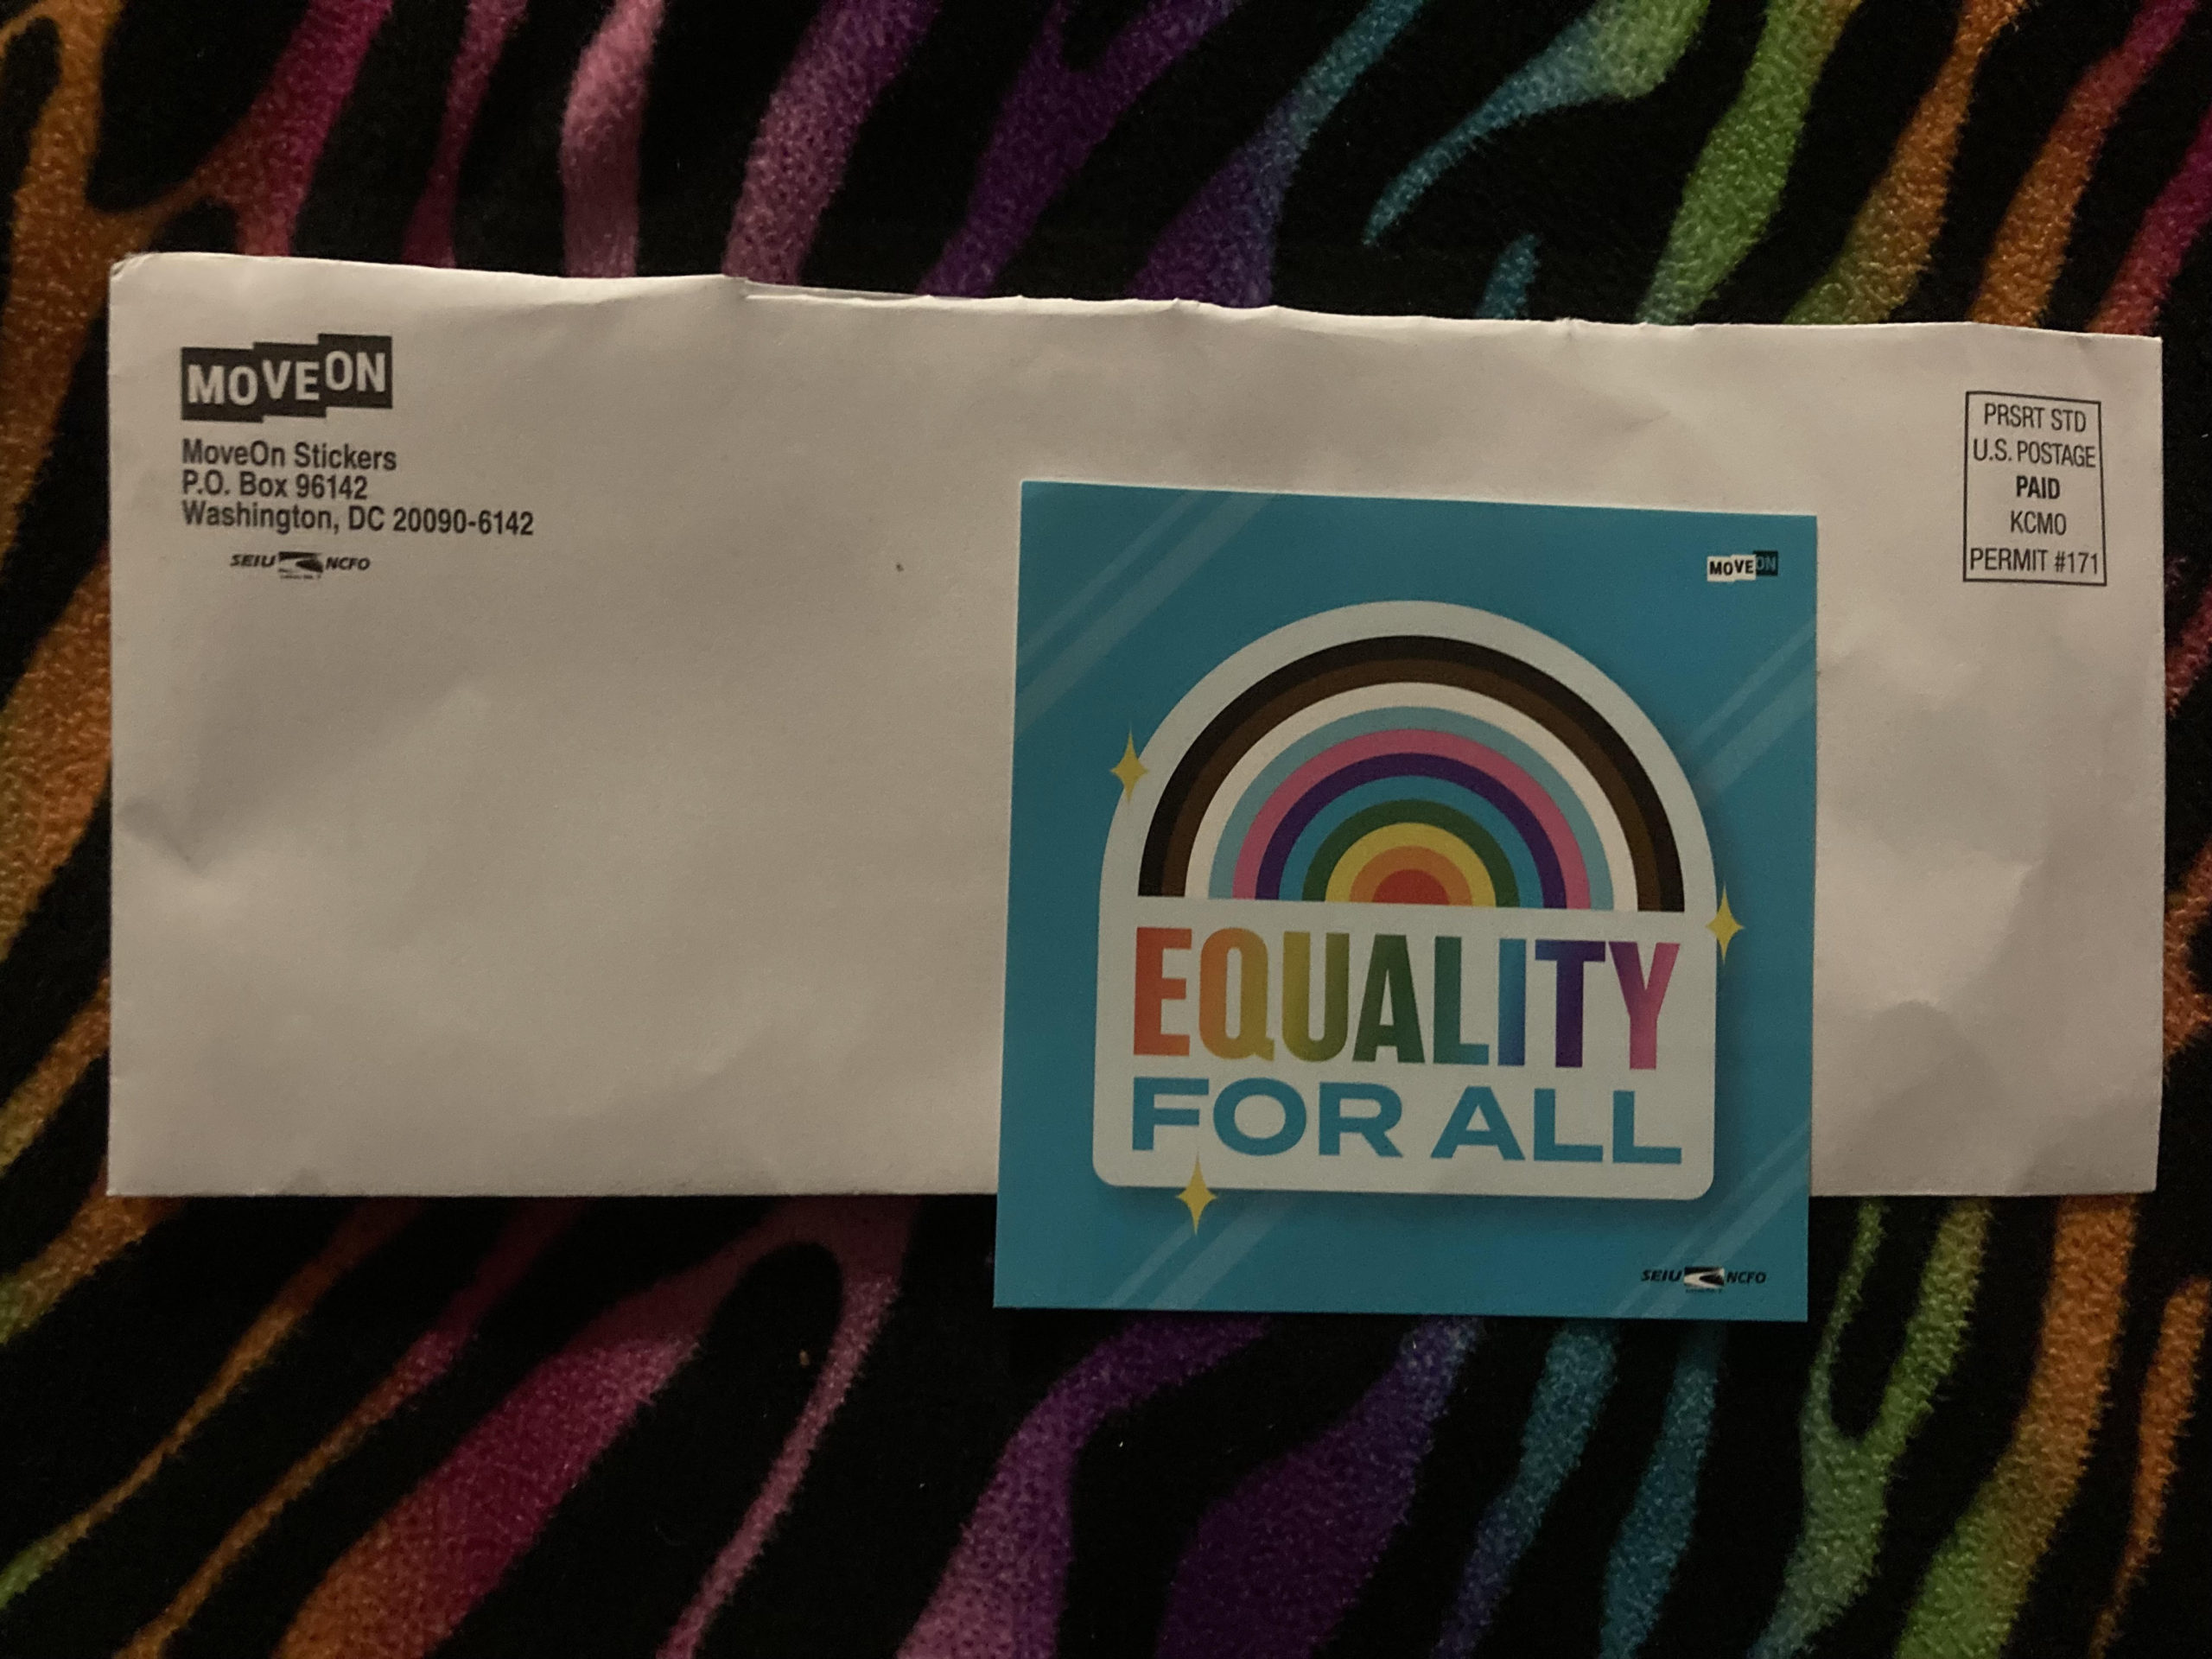 MOVEON
MoveOn Stickers
P.O. Box 96142
Washington, DC 20090-6142
SEIU NCFO
PRSRT STD
U.S. POSTAGE
PAID
KCMO
PERMIT #171
MOVEON
EQUALITY
FOR ALL
SEIU NCFO